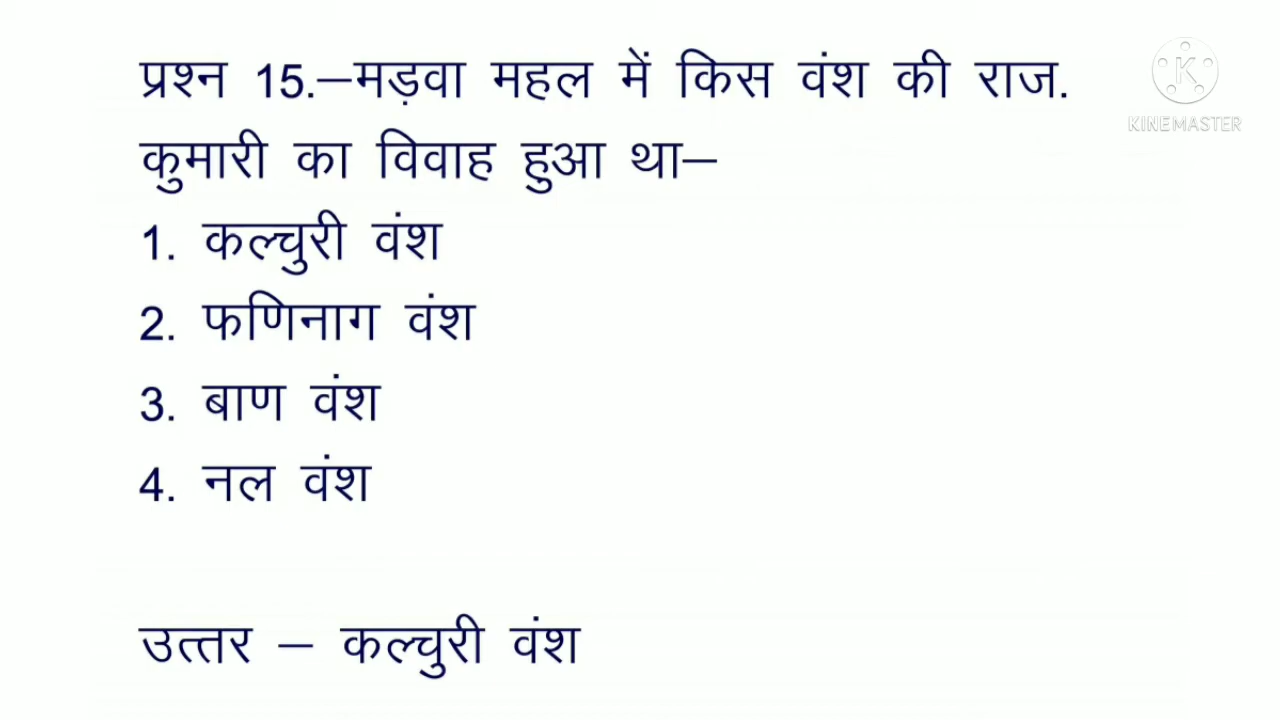 प्रश्न 15.–मड़वा महल में किस वंश की राज.
कुमारी का विवाह हुआ था–
1. कल्चुरी वंश
2. फणिनाग वंश
3. बाण वंश
4. नल वंश
उत्तर – कल्चुरी वंश
K
KINEMASTER